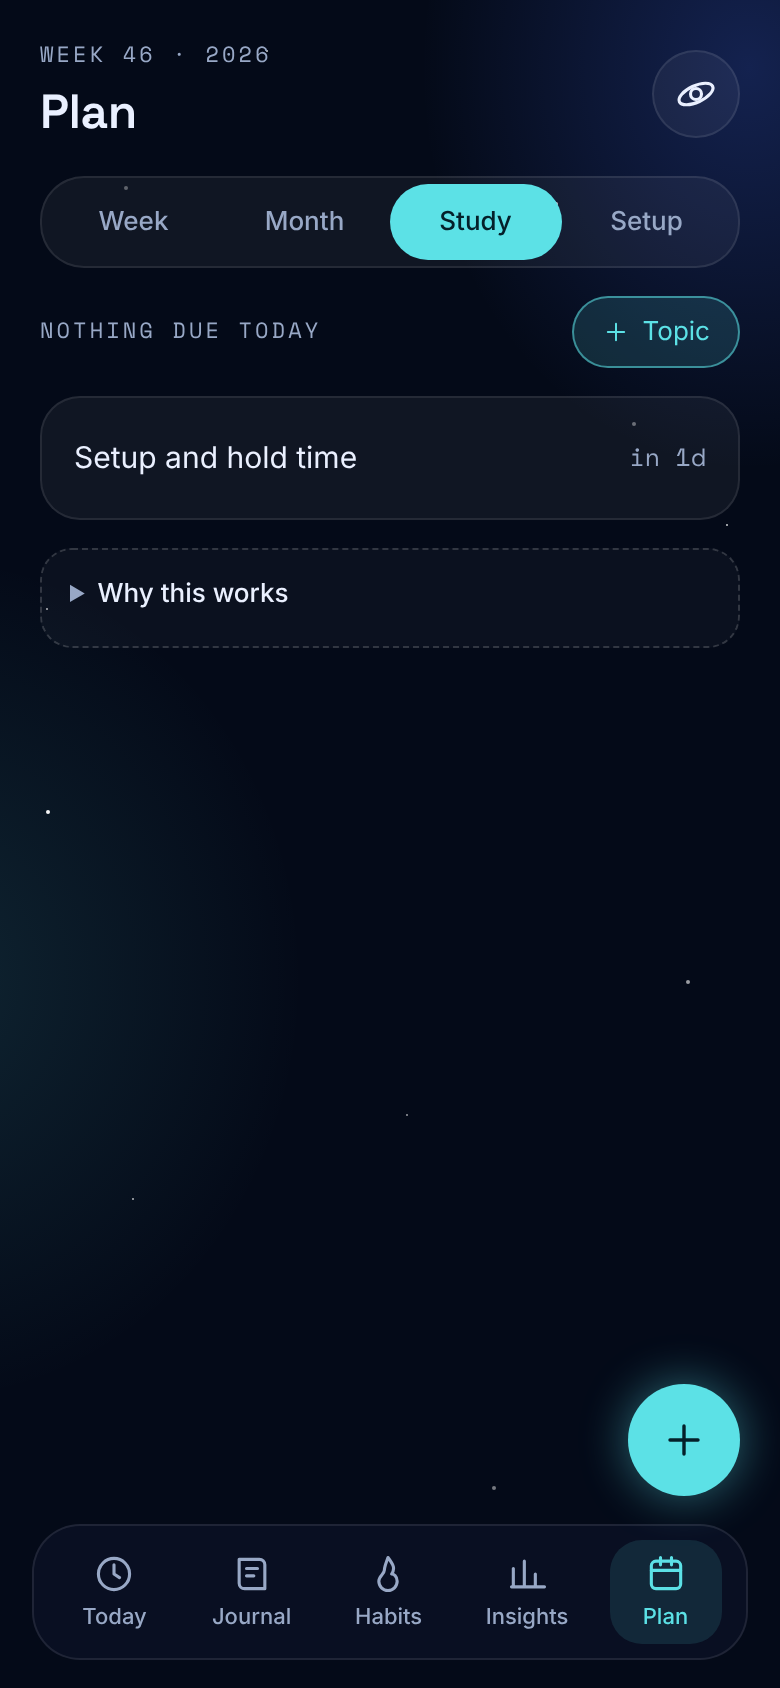 WEEK 46 · 2026
Plan
Week Month Study Setup
NOTHING DUE TODAY
+ Topic
Setup and hold time
in 1d
Why this works
Today Journal Habits Insights Plan